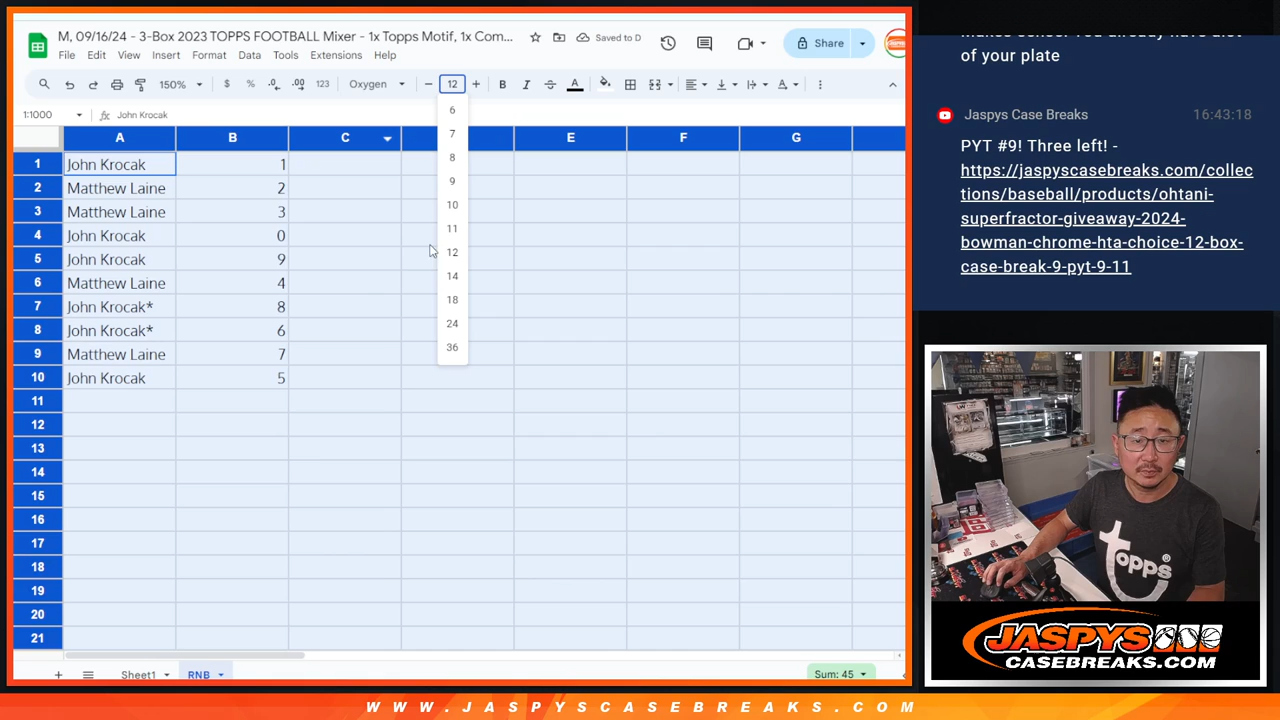 M, 09/16/24 - 3-Box 2023 TOPPS FOOTBALL Mixer - 1x Topps Motif, 1x Com...
Saved to D
Share
File Edit View Insert Format Data Tools Extensions Help
150% $ % .0 .00 123 Oxygen 12 B I A
1:1000 fx John Krocak
A B C E F G
1 John Krocak 1
2 Matthew Laine 2
3 Matthew Laine 3
4 John Krocak 0
5 John Krocak 9
6 Matthew Laine 4
7 John Krocak* 8
8 John Krocak* 6
9 Matthew Laine 7
10 John Krocak 5
11
12
13
14
15
16
17
18
19
20
21
6
7
8
9
10
11
12
14
18
24
36
Sheet1 RNB Sum: 45
of your plate
Jaspys Case Breaks 16:43:18
PYT #9! Three left! -
https://jaspyscasebreaks.com/collec
tions/baseball/products/ohtani-
superfractor-giveaway-2024-
bowman-chrome-hta-choice-12-box-
case-break-9-pyt-9-11
topps®
JASPYS
CASEBREAKS.COM
WWW.JASPYSCASEBREAKS.COM